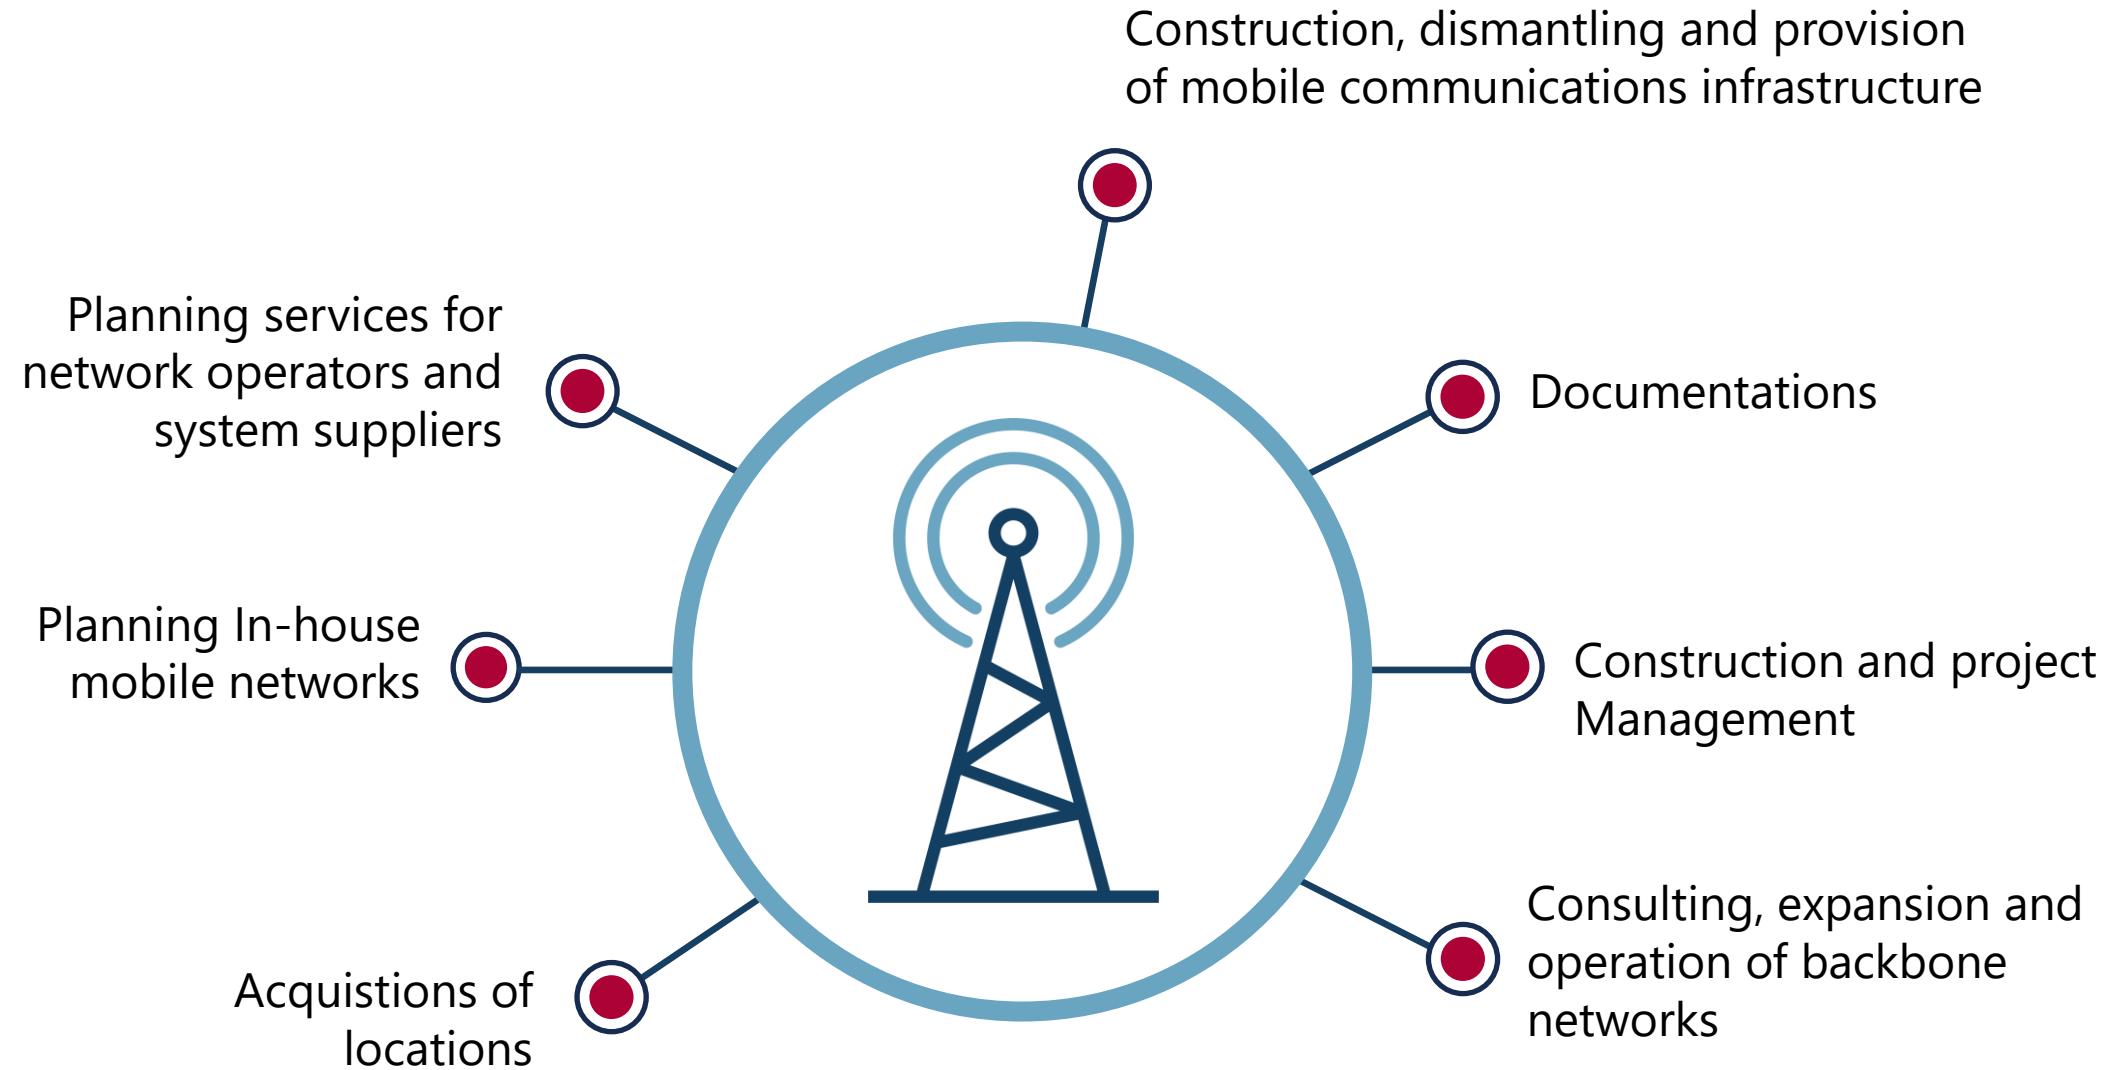 Construction, dismantling and provision
of mobile communications infrastructure
Planning services for
network operators and
system suppliers
Documentations
Planning In-house
mobile networks
Construction and project
Management
Acquistions of
locations
Consulting, expansion and
operation of backbone
networks